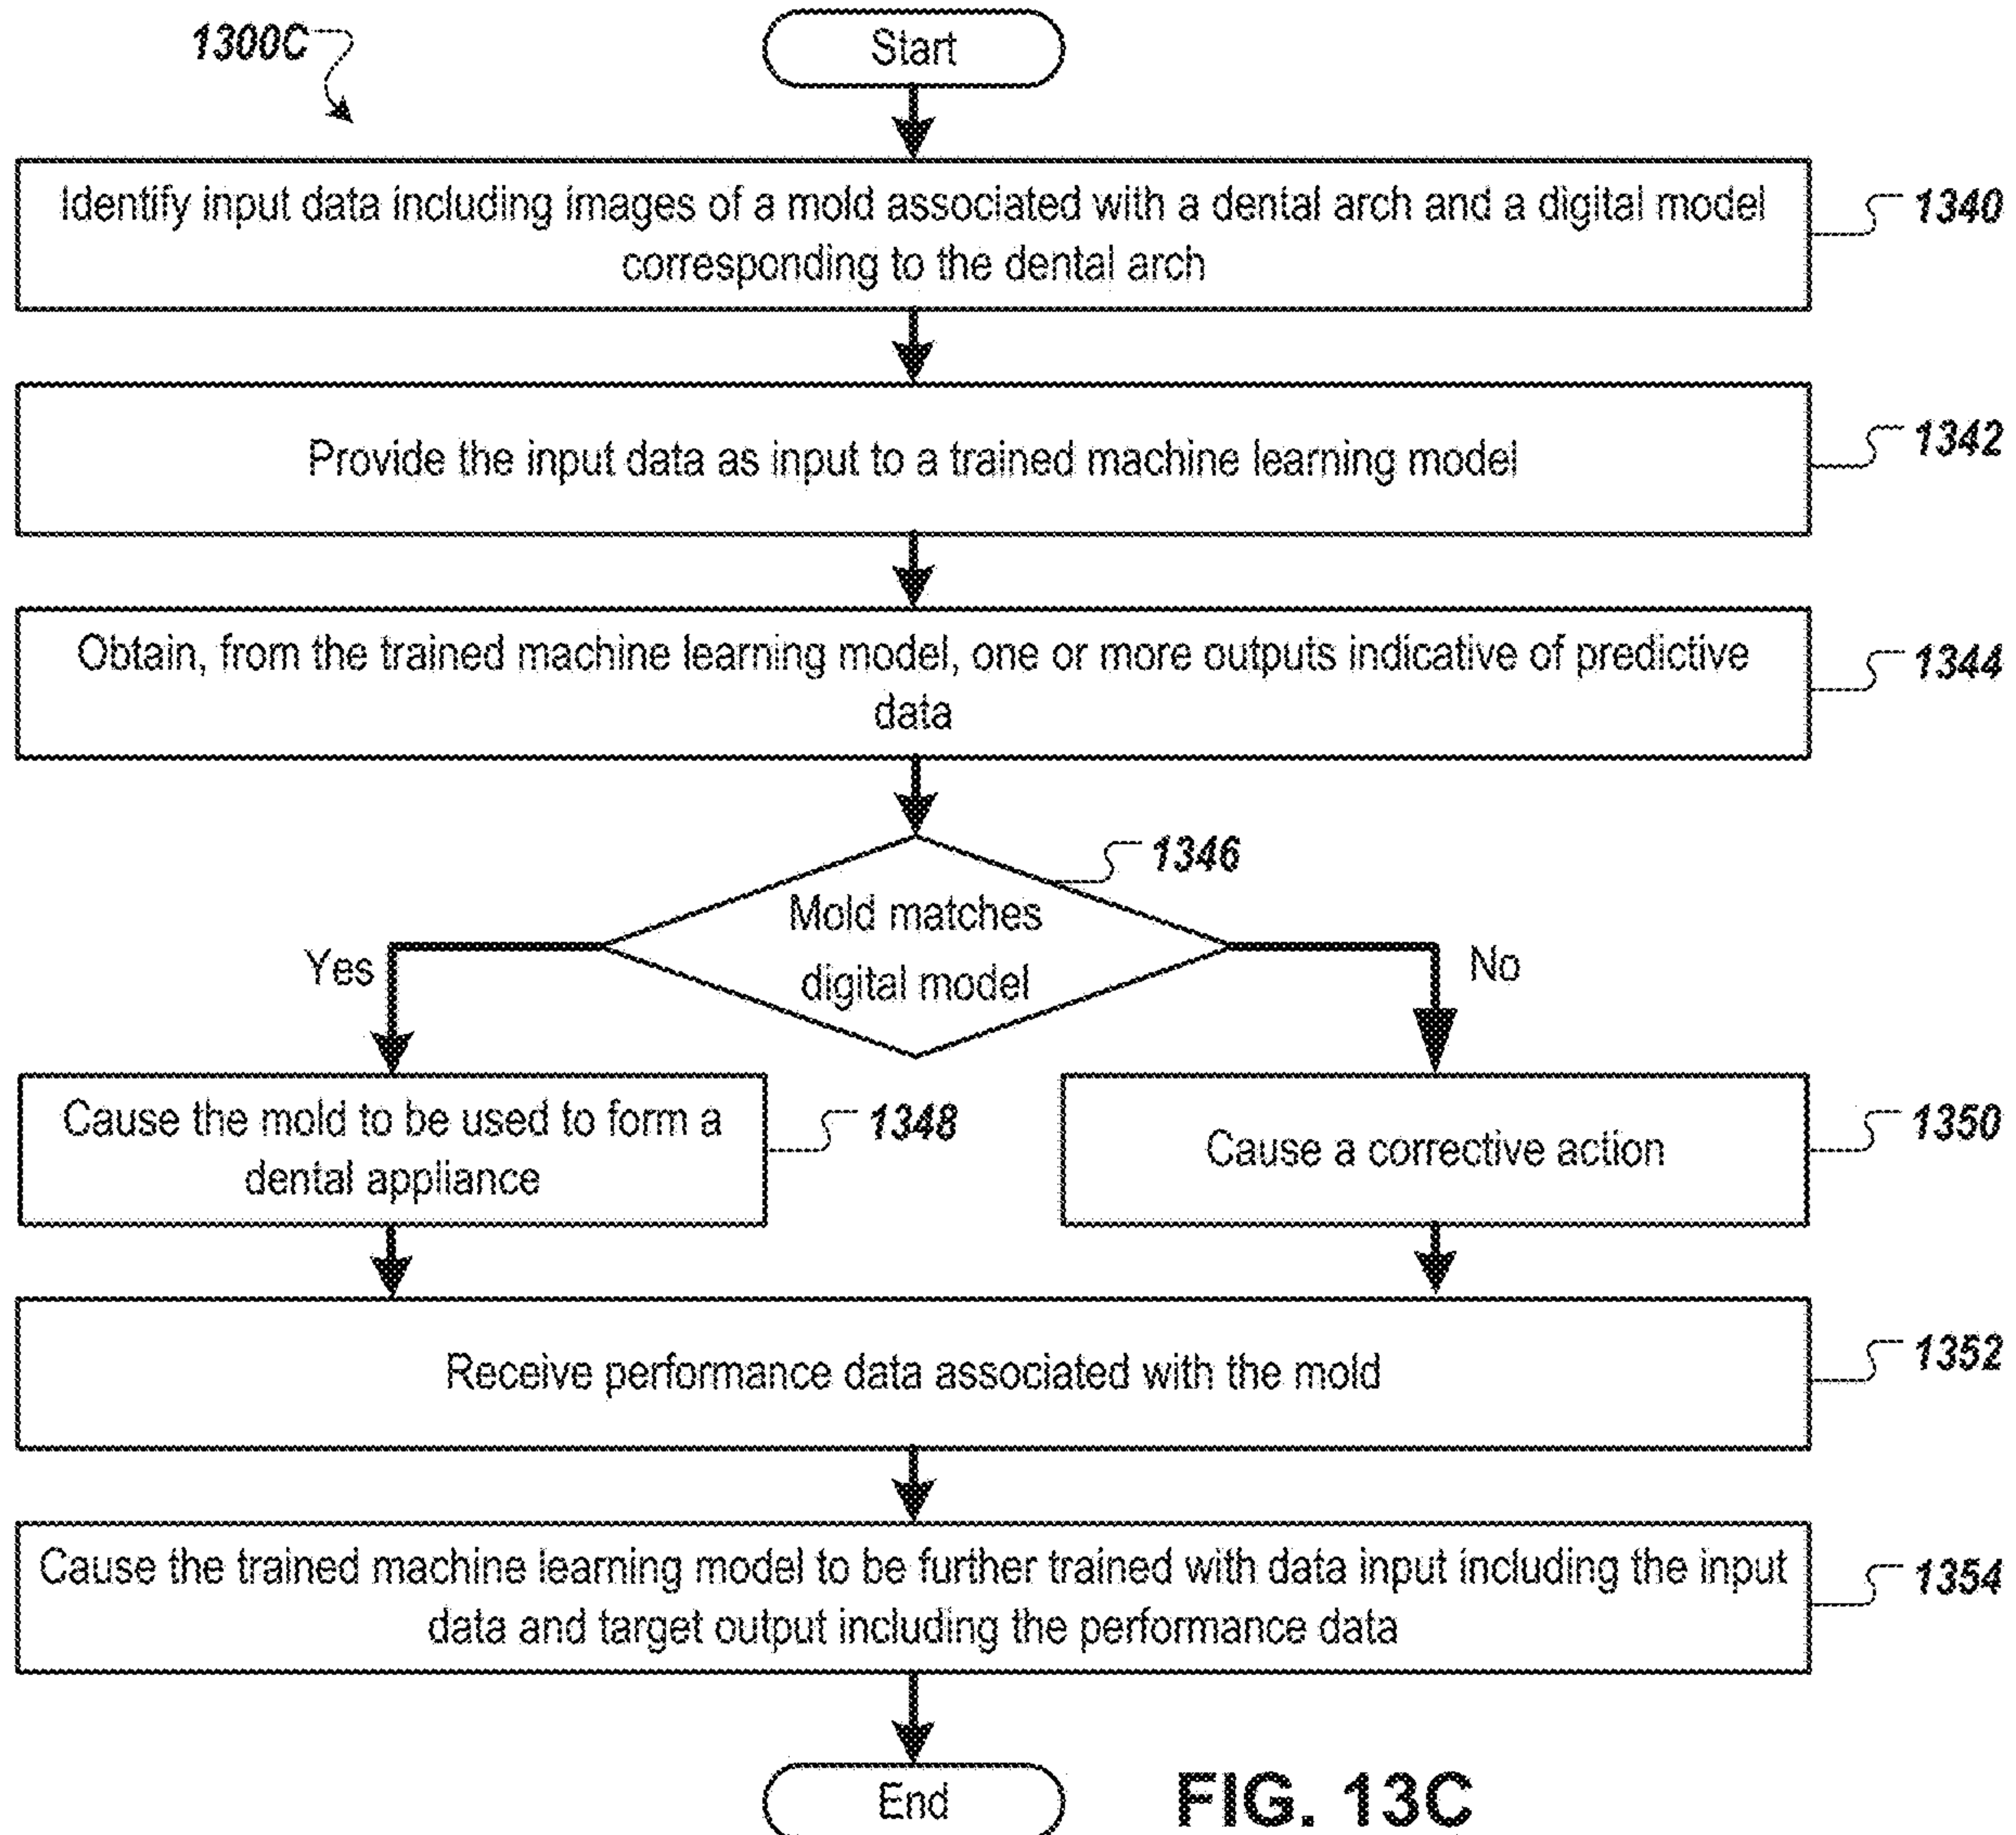 1300C
Start
Identify input data including images of a mold associated with a dental arch and a digital model
corresponding to the dental arch
1340
Provide the input data as input to a trained machine learning model
1342
Obtain, from the trained machine learning model, one or more outputs indicative of predictive
data
1344
Mold matches
digital model
1346
Yes
No
Cause the mold to be used to form a
dental appliance
1348
Cause a corrective action
1350
Receive performance data associated with the mold
1352
Cause the trained machine learning model to be further trained with data input including the input
data and target output including the performance data
1354
End
FIG. 13C